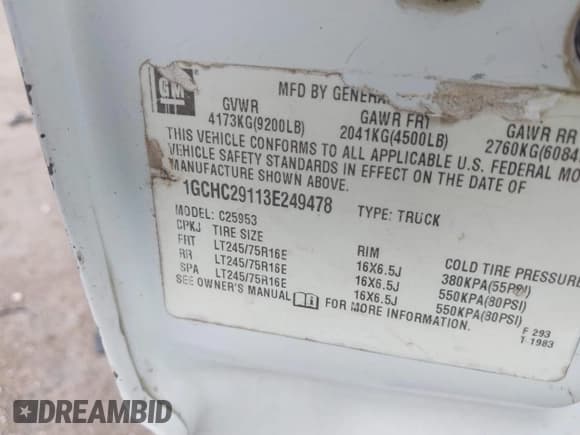 GM
MFD BY GENERA
GVWR GAWR FRT GAWR RR
4173KG(9200LB) 2041KG(4500LB) 2760KG(6084
THIS VEHICLE CONFORMS TO ALL APPLICABLE U.S. FEDERAL MO
VEHICLE SAFETY STANDARDS IN EFFECT ON THE DATE OF
MANUFACTURE SHOWN ABOVE.
1GCHC29113E249478 TYPE: TRUCK
MODEL: C25953
CPKJ TIRE SIZE RIM COLD TIRE PRESSURE
FRT LT245/75R16E 16X6.5J 380KPA(55PSI)
RR LT245/75R16E 16X6.5J 550KPA(80PSI)
SPA LT245/75R16E 16X6.5J 550KPA(80PSI)
SEE OWNER'S MANUAL FOR MORE INFORMATION.
F 293
T 1983
DREAMBID